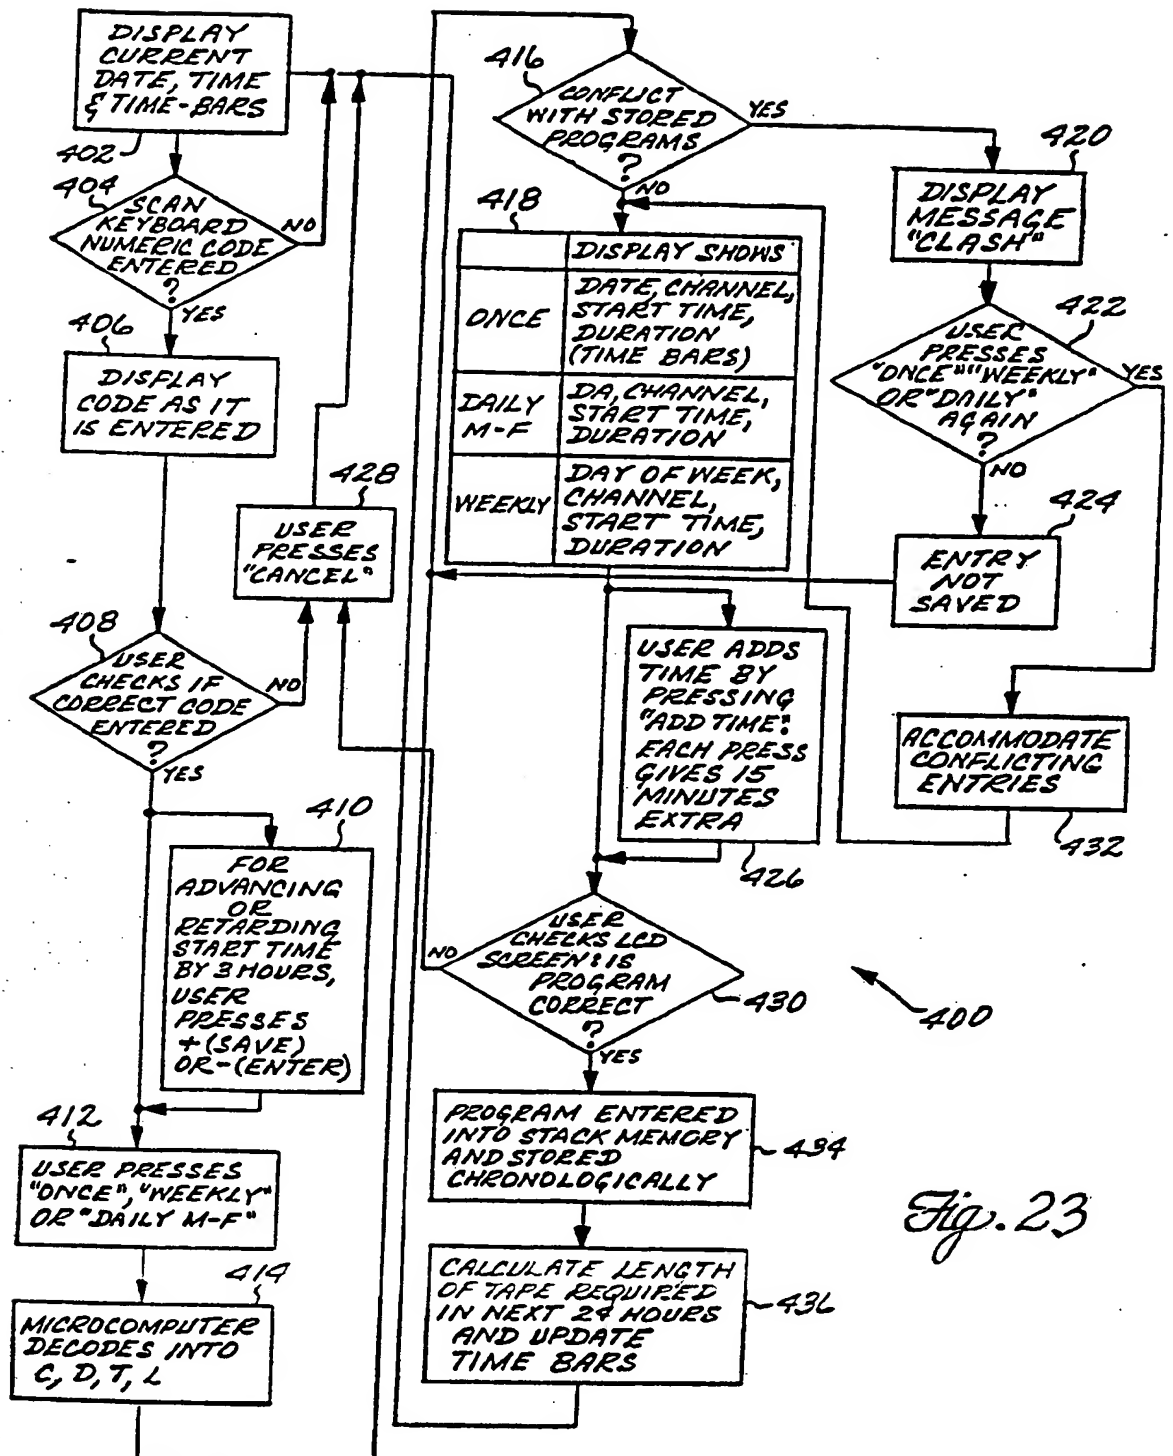 DISPLAY
CURRENT
DATE, TIME
& TIME-BARS
402
404
SCAN
KEYBOARD
NUMERIC CODE
ENTERED
?
NO
YES
406
DISPLAY
CODE AS IT
IS ENTERED
428
USER
PRESSES
"CANCEL"
408
USER
CHECKS IF
CORRECT CODE
ENTERED
?
NO
YES
410
FOR
ADVANCING
OR
RETARDING
START TIME
BY 3 HOURS,
USER
PRESSES
+(SAVE)
OR-(ENTER)
412
USER PRESSES
"ONCE", "WEEKLY"
OR "DAILY M-F"
414
MICROCOMPUTER
DECODES INTO
C, D, T, L
416
CONFLICT
WITH STORED
PROGRAMS
?
YES
NO
418
DISPLAY SHOWS
ONCE
DATE, CHANNEL,
START TIME,
DURATION
(TIME BARS)
DAILY
M-F
DA, CHANNEL,
START TIME,
DURATION
WEEKLY
DAY OF WEEK,
CHANNEL,
START TIME,
DURATION
420
DISPLAY
MESSAGE
"CLASH"
422
USER
PRESSES
"ONCE" "WEEKLY"
OR "DAILY"
AGAIN
?
YES
NO
424
ENTRY
NOT
SAVED
USER ADDS
TIME BY
PRESSING
"ADD TIME".
EACH PRESS
GIVES 15
MINUTES
EXTRA
426
ACCOMMODATE
CONFLICTING
ENTRIES
432
USER
CHECKS LCD
SCREEN: IS
PROGRAM
CORRECT
?
NO
YES
430
400
PROGRAM ENTERED
INTO STACK MEMORY
AND STORED
CHRONOLOGICALLY
434
CALCULATE LENGTH
OF TAPE REQUIRED
IN NEXT 24 HOURS
AND UPDATE
TIME BARS
436
Fig. 23